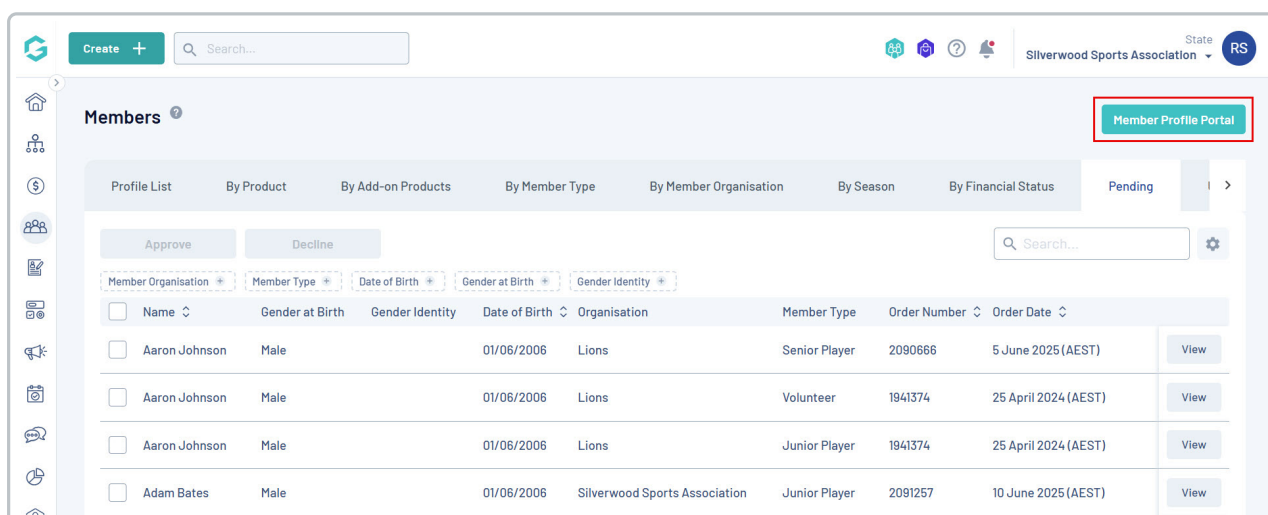 Create +
Search...
State
Silverwood Sports Association
RS
Members ?
Member Profile Portal
Profile List By Product By Add-on Products By Member Type By Member Organisation By Season By Financial Status Pending
Approve Decline Search...
Member Organisation + Member Type + Date of Birth + Gender at Birth + Gender Identity +
Name Gender at Birth Gender Identity Date of Birth Organisation Member Type Order Number Order Date
Aaron Johnson Male 01/06/2006 Lions Senior Player 2090666 5 June 2025 (AEST) View
Aaron Johnson Male 01/06/2006 Lions Volunteer 1941374 25 April 2024 (AEST) View
Aaron Johnson Male 01/06/2006 Lions Junior Player 1941374 25 April 2024 (AEST) View
Adam Bates Male 01/06/2006 Silverwood Sports Association Junior Player 2091257 10 June 2025 (AEST) View